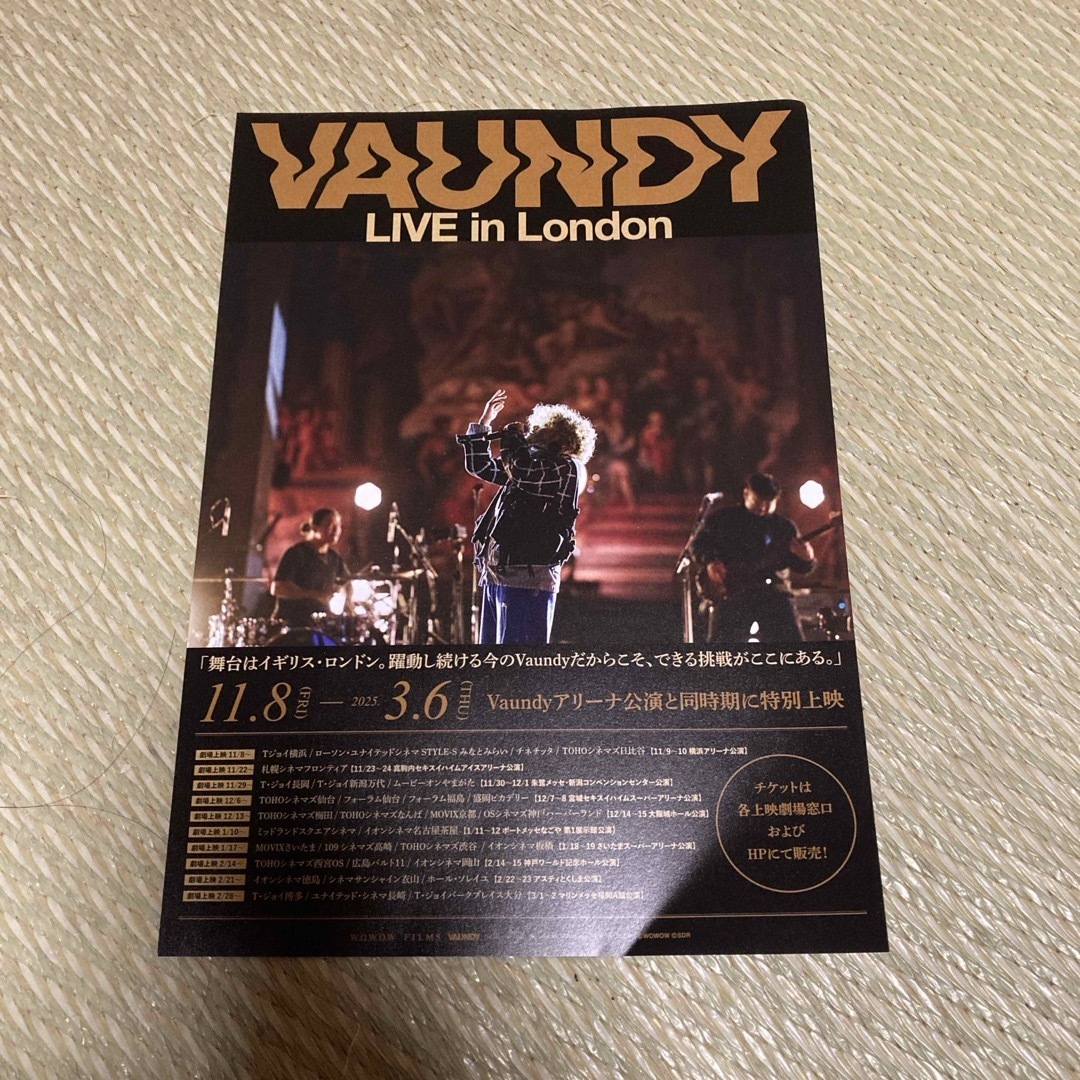 VAUNDY
LIVE in London
「舞台はイギリス・ロンドン。躍動し続ける今のVaundyだからこそ、できる挑戦がここにある。」
11.8(FRI) — 2025. 3.6(THU) Vaundyアリーナ公演と同時期に特別上映
劇場上映 11/8〜 Tジョイ横浜 / ローソン・ユナイテッドシネマ STYLE-S みなとみらい / チネチッタ / TOHOシネマズ日比谷【11/9〜10 横浜アリーナ公演】
劇場上映 11/22〜 札幌シネマフロンティア【11/23〜24 真駒内セキスイハイムアイスアリーナ公演】
劇場上映 11/29〜 T・ジョイ長岡 / T・ジョイ新潟万代 / ムービーオンやまがた【11/30〜12/1 朱鷺メッセ・新潟コンベンションセンター公演】
劇場上映 12/6〜 TOHOシネマズ仙台 / フォーラム仙台 / フォーラム福島 / 盛岡ピカデリー【12/7〜8 宮城セキスイハイムスーパーアリーナ公演】
劇場上映 12/13〜 TOHOシネマズ梅田 / TOHOシネマズなんば / MOVIX京都 / OSシネマズ神戸ハーバーランド【12/14〜15 大阪城ホール公演】
劇場上映 1/10〜 ミッドランドスクエアシネマ / イオンシネマ名古屋茶屋【1/11〜12 ポートメッセなごや 第1展示館公演】
劇場上映 1/17〜 MOVIXさいたま / 109シネマズ高崎 / TOHOシネマズ渋谷 / イオンシネマ板橋【1/18〜19 さいたまスーパーアリーナ公演】
劇場上映 2/14〜 TOHOシネマズ西宮OS / 広島バルト11 / イオンシネマ岡山【2/14〜15 神戸ワールド記念ホール公演】
劇場上映 2/21〜 イオンシネマ徳島 / シネマサンシャイン衣山 / ホール・ソレイユ【2/22〜23 アスティとくしま公演】
劇場上映 2/28〜 T・ジョイ博多 / ユナイテッド・シネマ長崎 / T・ジョイパークプレイス大分【3/1〜2 マリンメッセ福岡A館公演】
チケットは
各上映劇場窓口
および
HPにて販売!
WOWOW FILMS VAUNDY WOWOW ©SDR